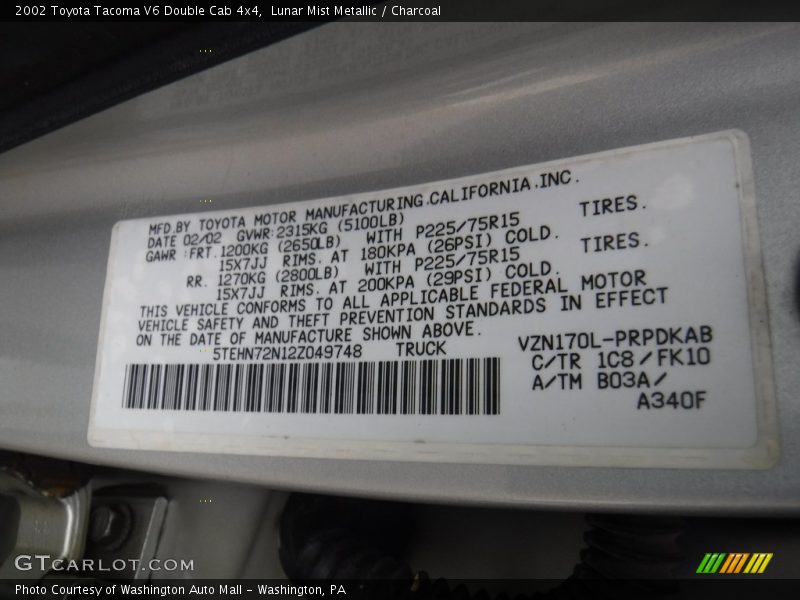 2002 Toyota Tacoma V6 Double Cab 4x4, Lunar Mist Metallic / Charcoal
MFD.BY TOYOTA MOTOR MANUFACTURING.CALIFORNIA.INC.
DATE 02/02 GVWR:2315KG (5100LB)
GAWR:FRT.1200KG (2650LB) WITH P225/75R15 TIRES.
15X7JJ RIMS. AT 180KPA (26PSI) COLD.
RR. 1270KG (2800LB) WITH P225/75R15 TIRES.
15X7JJ RIMS. AT 200KPA (29PSI) COLD.
THIS VEHICLE CONFORMS TO ALL APPLICABLE FEDERAL MOTOR
VEHICLE SAFETY AND THEFT PREVENTION STANDARDS IN EFFECT
ON THE DATE OF MANUFACTURE SHOWN ABOVE.
5TEHN72N12Z049748 TRUCK
VZN170L-PRPDKAB
C/TR 1C8/FK10
A/TM B03A/
A340F
GTCARLOT.COM
Photo Courtesy of Washington Auto Mall - Washington, PA